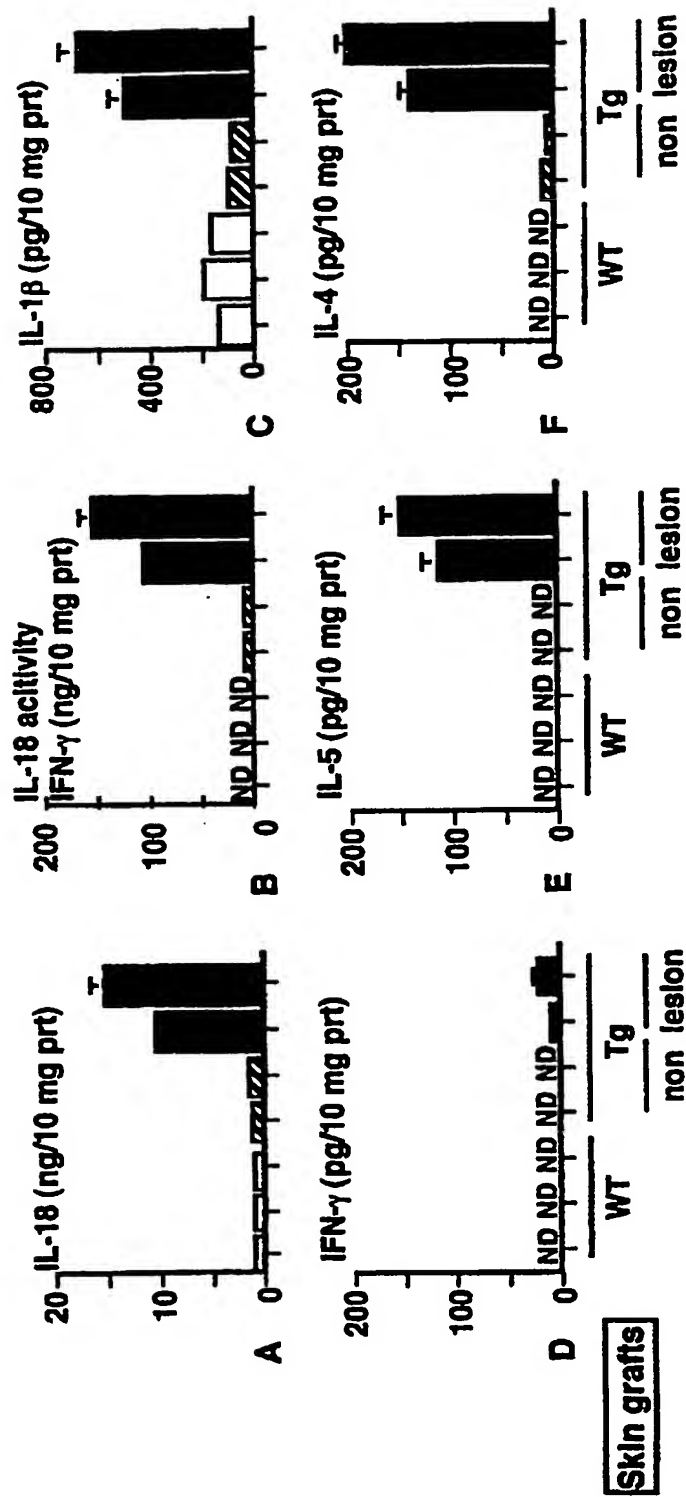 IL-18 (ng/10 mg prt)
20
10
0
A
IL-18 acitivity
IFN-γ (ng/10 mg prt)
200
100
0
ND ND ND
B
IL-1β (pg/10 mg prt)
800
400
0
C
IFN-γ (pg/10 mg prt)
200
100
0
ND ND ND ND ND
D
WT
Tg
non lesion
IL-5 (pg/10 mg prt)
200
100
0
ND ND ND ND ND
E
WT
Tg
non lesion
IL-4 (pg/10 mg prt)
200
100
0
ND ND ND
F
WT
Tg
non lesion
Skin grafts